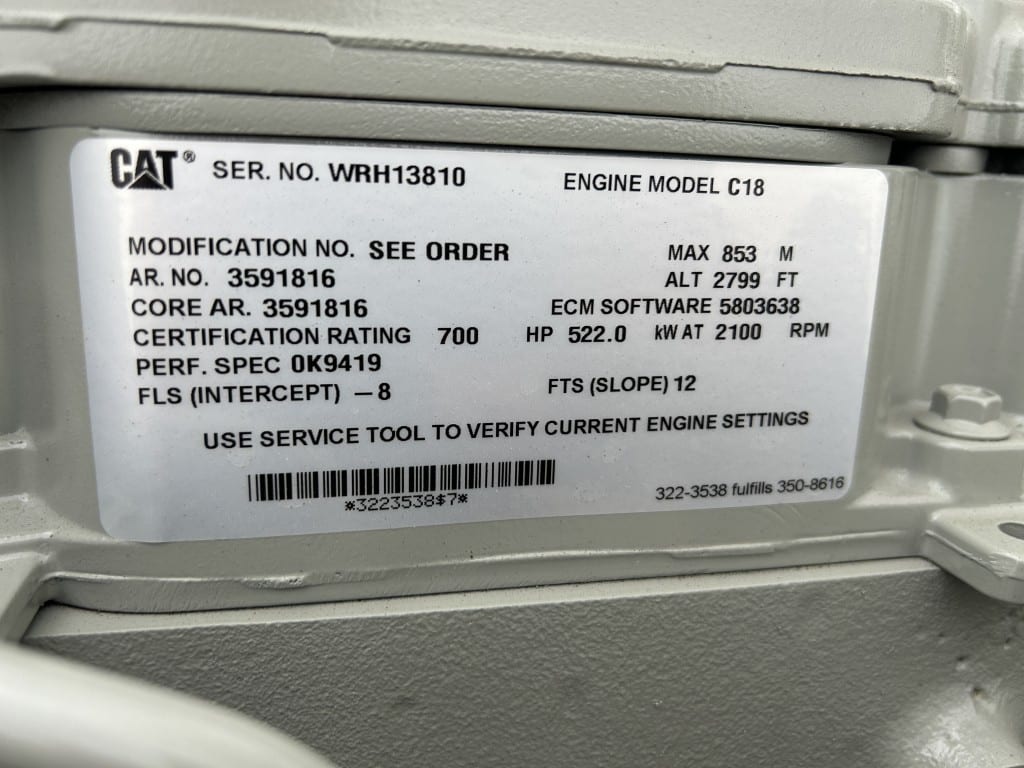 CAT® SER. NO. WRH13810 ENGINE MODEL C18
MODIFICATION NO. SEE ORDER MAX 853 M
AR. NO. 3591816 ALT 2799 FT
CORE AR. 3591816 ECM SOFTWARE 5803638
CERTIFICATION RATING 700 HP 522.0 kW AT 2100 RPM
PERF. SPEC 0K9419
FLS (INTERCEPT) –8 FTS (SLOPE) 12
USE SERVICE TOOL TO VERIFY CURRENT ENGINE SETTINGS
*3223538$7*
322-3538 fulfills 350-8616